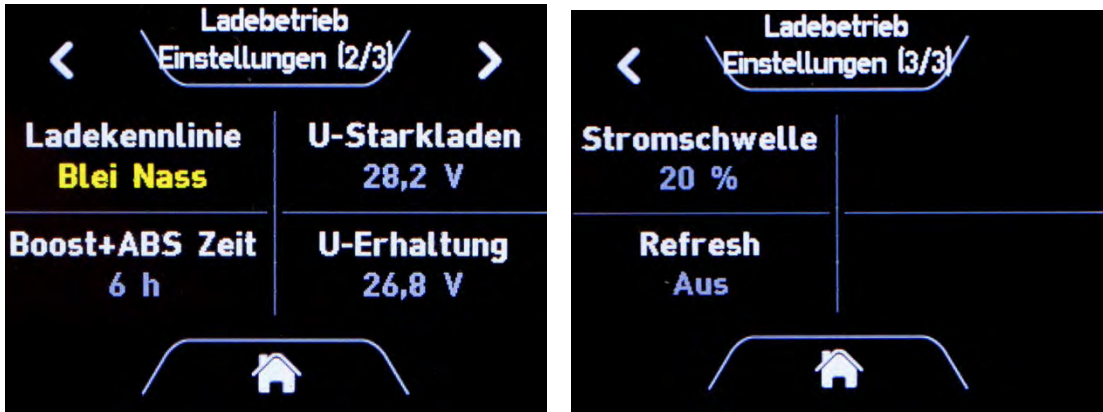 Ladebetrieb
Einstellungen (2/3)
Ladekennlinie
Blei Nass
U-Starkladen
28,2 V
Boost+ABS Zeit
6 h
U-Erhaltung
26,8 V
Ladebetrieb
Einstellungen (3/3)
Stromschwelle
20 %
Refresh
Aus